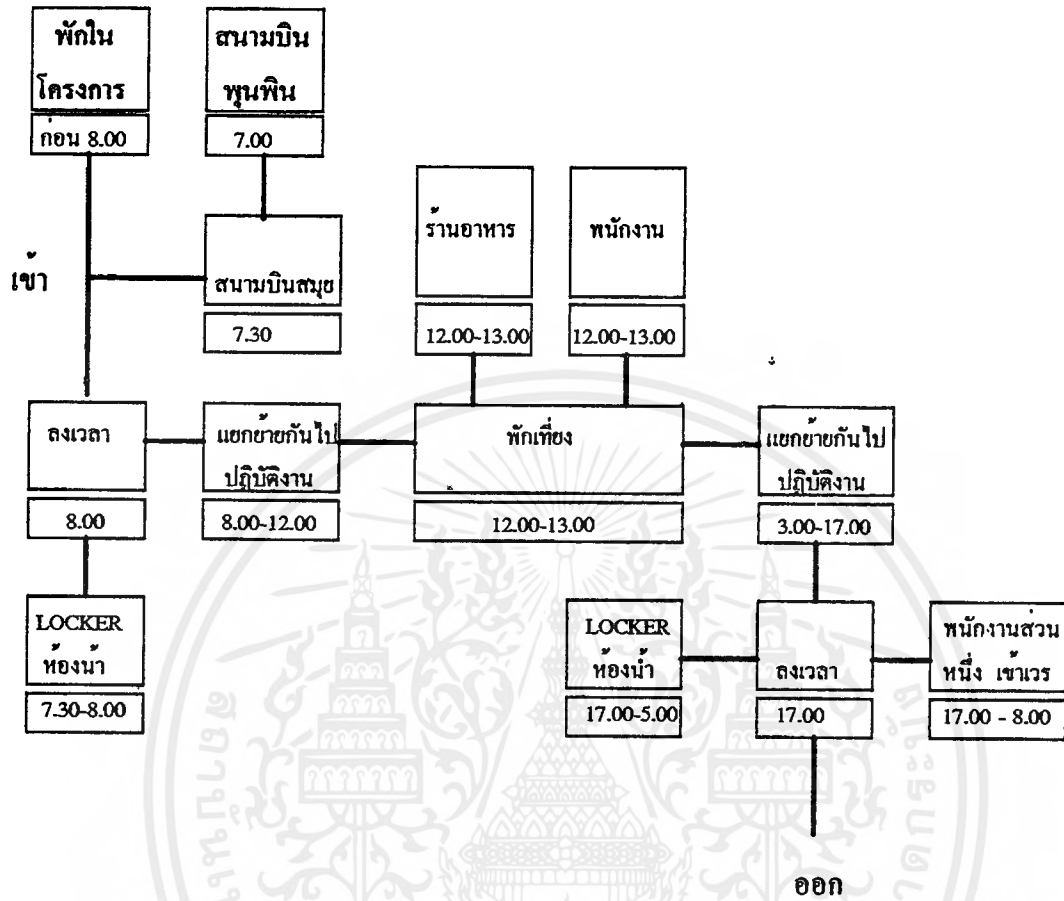 พักใน
โครงการ
ก่อน 8.00
สนามบิน
พุนพิน
7.00
เข้า
สนามบินสมุย
7.30
ร้านอาหาร
12.00-13.00
พนักงาน
12.00-13.00
ลงเวลา
8.00
แยกย้ายกันไป
ปฏิบัติงาน
8.00-12.00
พักเที่ยง
12.00-13.00
แยกย้ายกันไป
ปฏิบัติงาน
3.00-17.00
LOCKER
ห้องน้ำ
7.30-8.00
LOCKER
ห้องน้ำ
17.00-5.00
ลงเวลา
17.00
พนักงานส่วน
หนึ่ง เข้าเวร
17.00 - 8.00
ออก